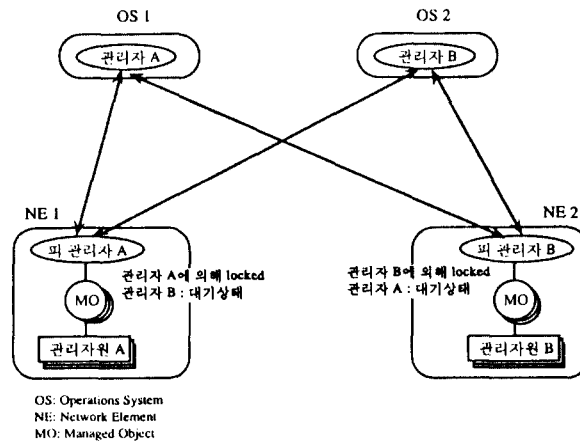 OS 1
OS 2
관리자 A
관리자 B
NE 1
NE 2
피 관리자 A
피 관리자 B
관리자 A에 의해 locked
관리자 B : 대기상태
관리자 B에 의해 locked
관리자 A : 대기상태
MO
MO
관리자원 A
관리자원 B
OS: Operations System
NE: Network Element
MO: Managed Object